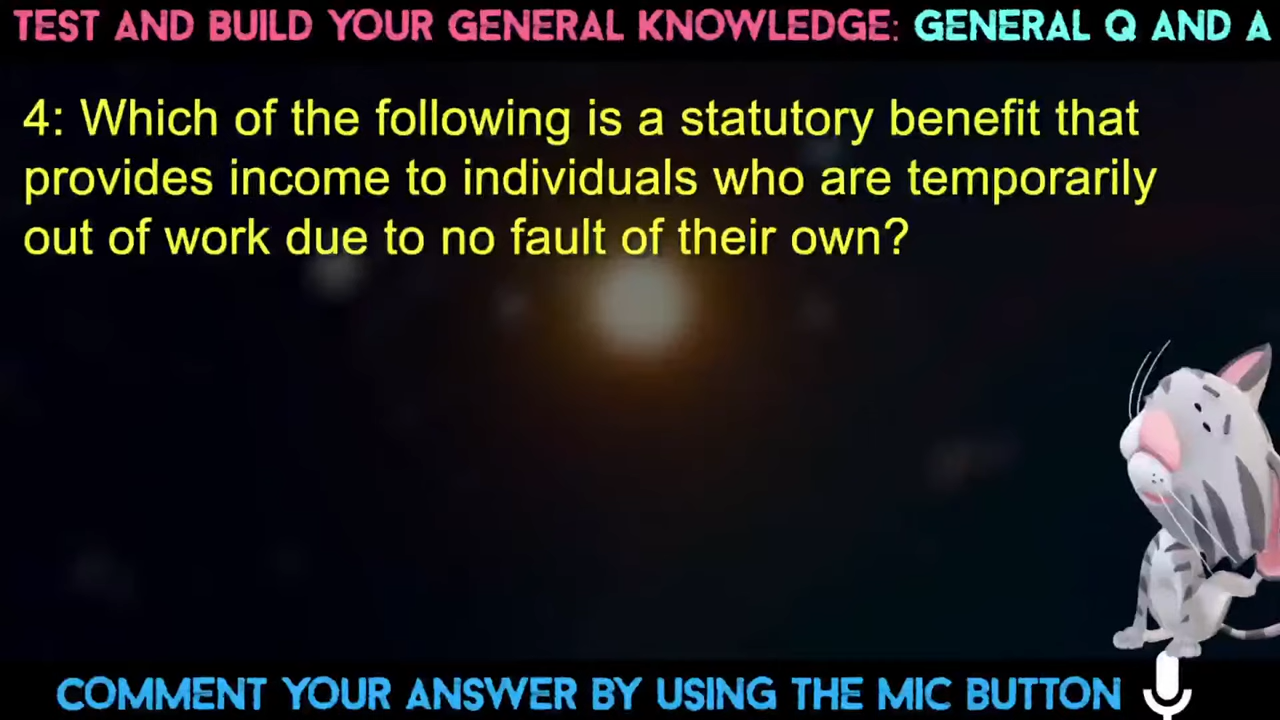 TEST AND BUILD YOUR GENERAL KNOWLEDGE: GENERAL Q AND A
4: Which of the following is a statutory benefit that
provides income to individuals who are temporarily
out of work due to no fault of their own?
COMMENT YOUR ANSWER BY USING THE MIC BUTTON